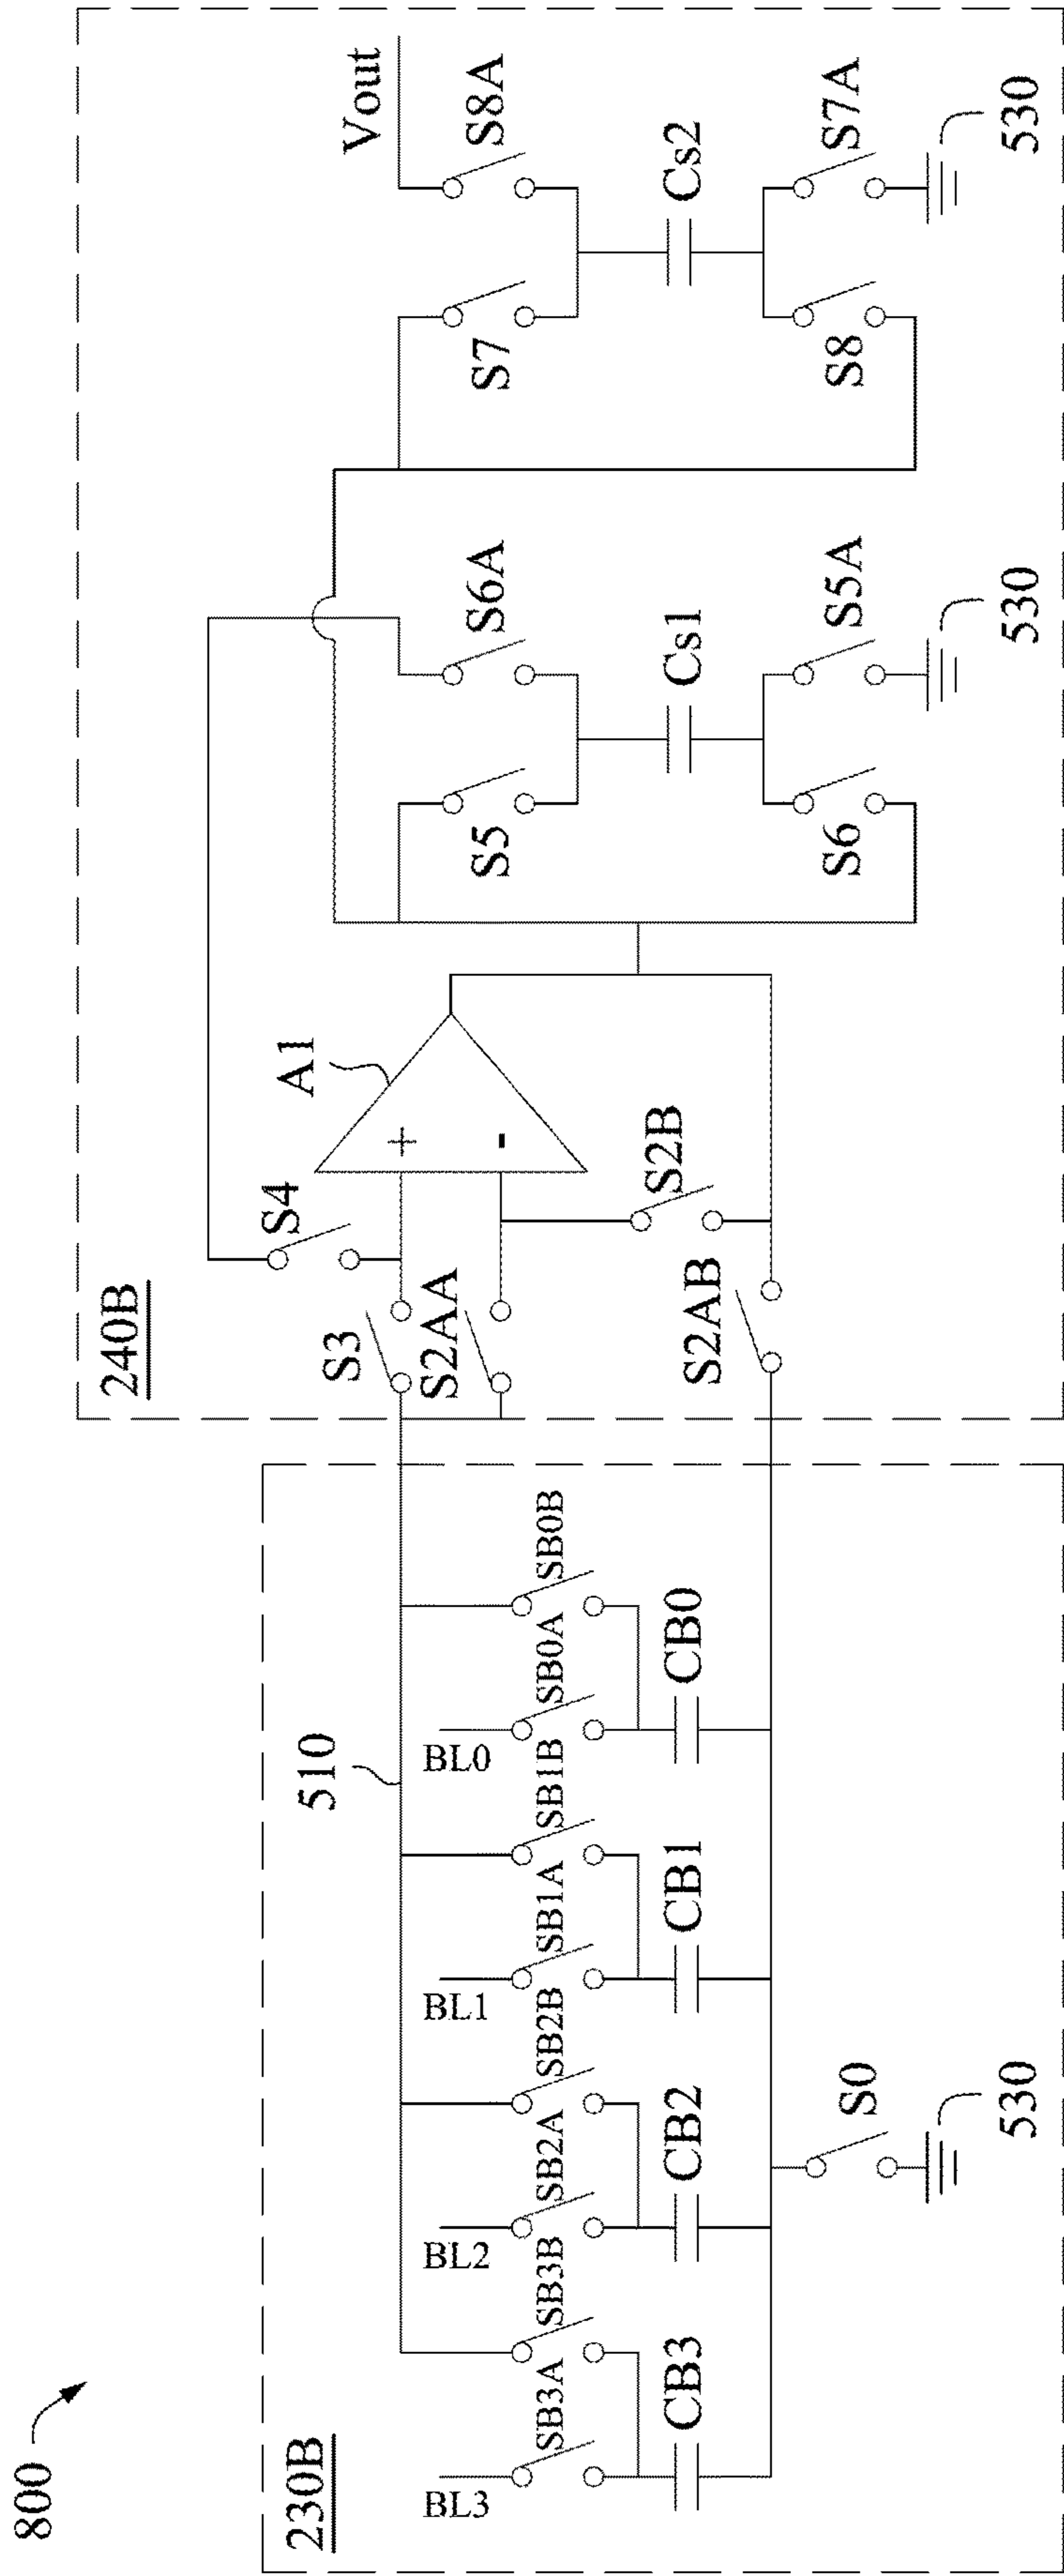 800
230B
BL3
SB3A
SB3B
CB3
BL2
SB2A
SB2B
CB2
BL1
SB1A
SB1B
CB1
BL0
SB0A
SB0B
CB0
510
S0
530
240B
S3
S2AA
S2AB
S4
S2B
A1
+
-
S5
S6A
Cs1
S6
S5A
530
S7
S8A
Vout
Cs2
S8
S7A
530